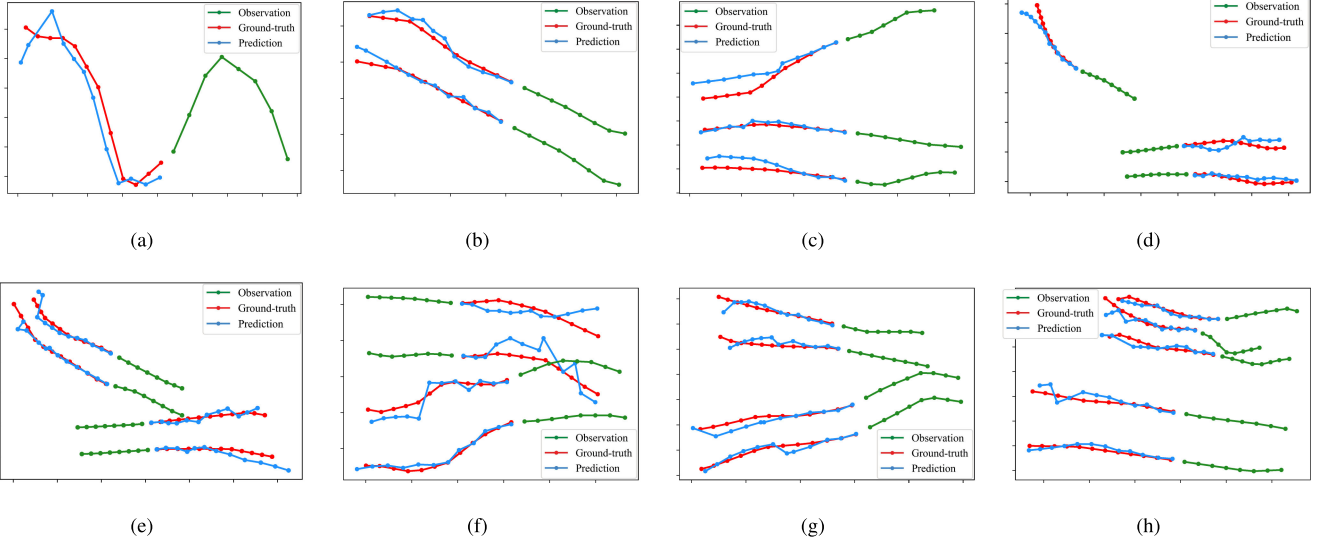 Observation
Ground-truth
Prediction
(a)
Observation
Ground-truth
Prediction
(b)
Observation
Ground-truth
Prediction
(c)
Observation
Ground-truth
Prediction
(d)
Observation
Ground-truth
Prediction
(e)
Observation
Ground-truth
Prediction
(f)
Observation
Ground-truth
Prediction
(g)
Observation
Ground-truth
Prediction
(h)